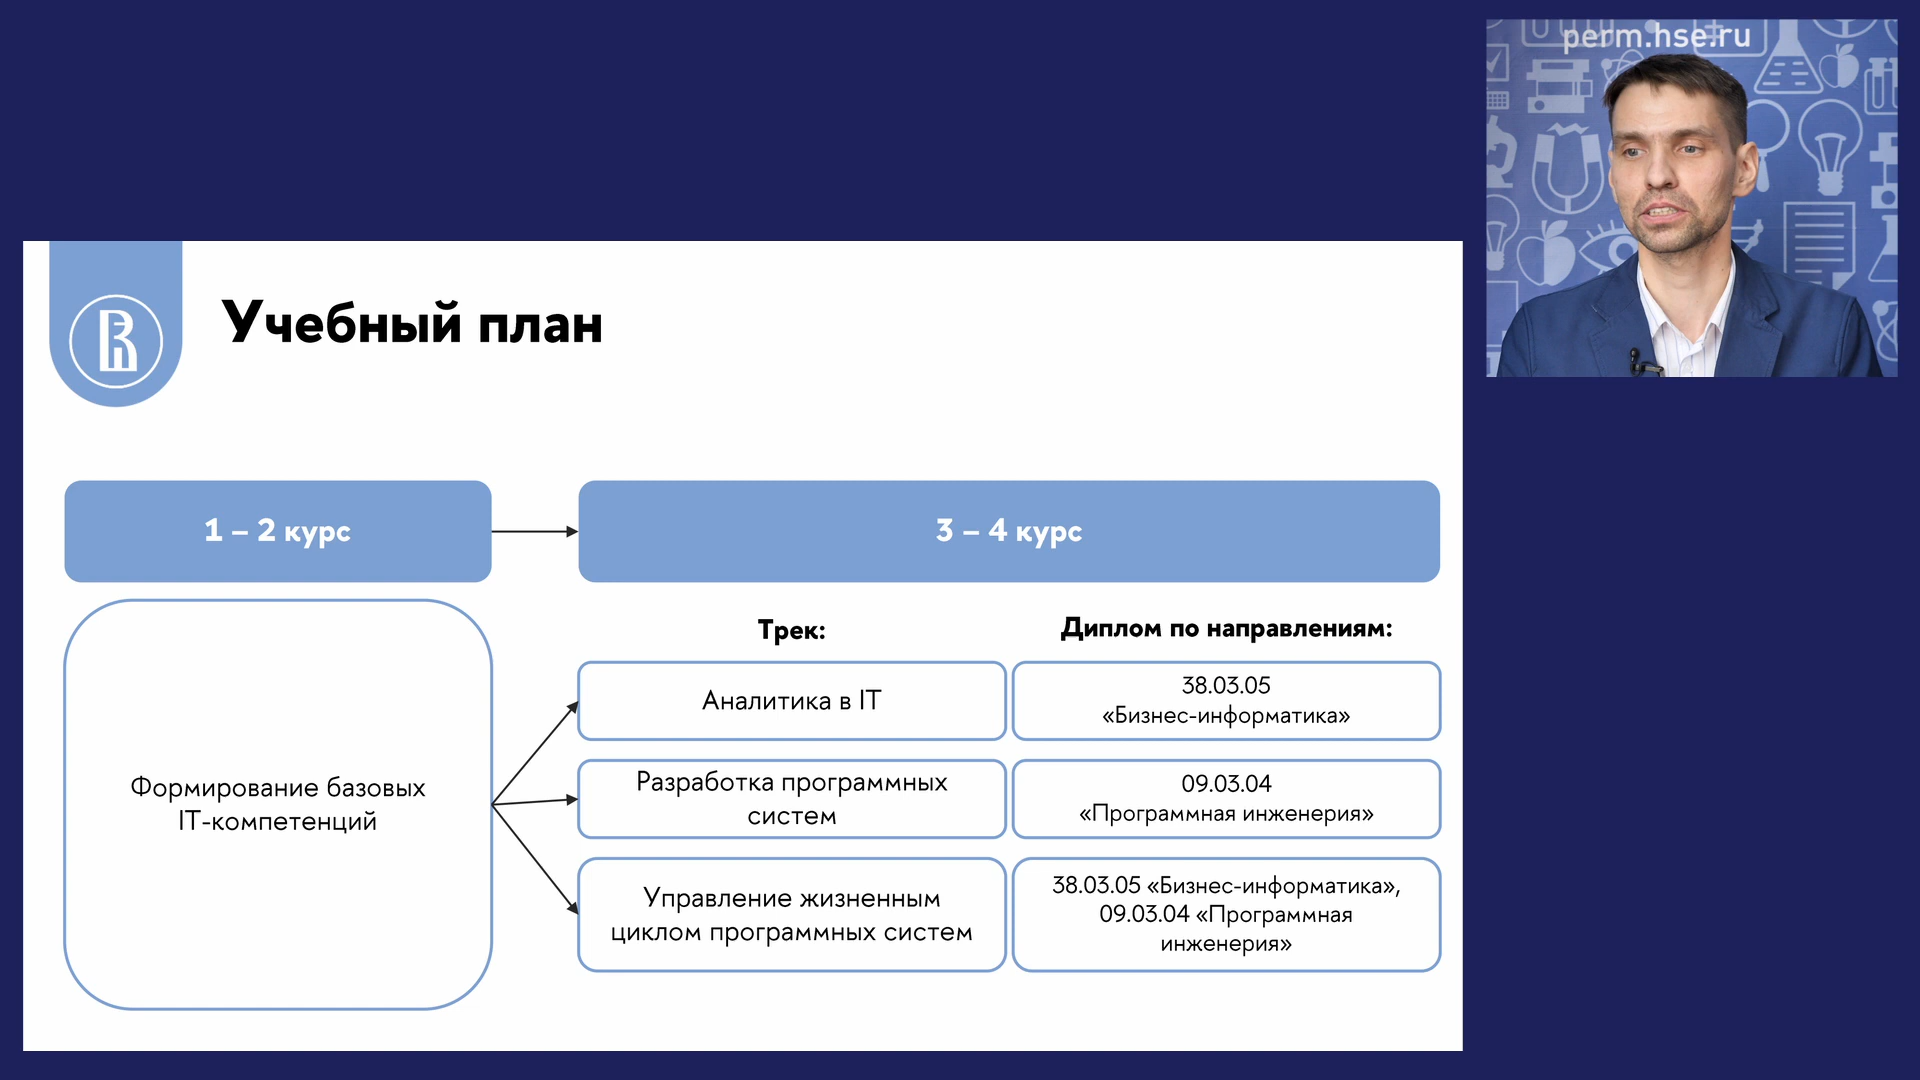 perm.hse.ru
Учебный план
1 – 2 курс
3 – 4 курс
Формирование базовых
IT-компетенций
Трек:
Диплом по направлениям:
Аналитика в IT
38.03.05
«Бизнес-информатика»
Разработка программных
систем
09.03.04
«Программная инженерия»
Управление жизненным
циклом программных систем
38.03.05 «Бизнес-информатика»,
09.03.04 «Программная
инженерия»